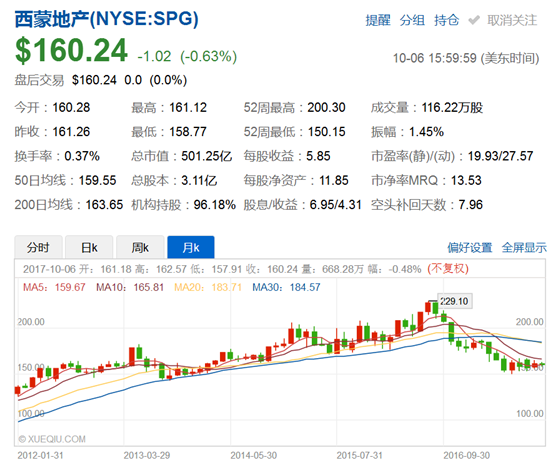 西蒙地产(NYSE:SPG)
提醒 分组 持仓 取消关注
$160.24 -1.02 (-0.63%)
10-06 15:59:59 (美东时间)
盘后交易 $160.24 0.0 (0.0%)
今开：160.28 最高：161.12 52周最高：200.30 成交量：116.22万股
昨收：161.26 最低：158.77 52周最低：150.15 振幅：1.45%
换手率：0.37% 总市值：501.25亿 每股收益：5.85 市盈率(静)/(动)：19.93/27.57
50日均线：159.55 总股本：3.11亿 每股净资产：11.85 市净率MRQ：13.53
200日均线：163.65 机构持股：96.18% 股息/收益：6.95/4.31 空头补回天数：7.96
分时 日k 周k 月k 偏好设置 全屏显示
2017-10-06 开：161.18 高：162.57 低：157.91 收：160.24 量：668.28万 幅：-0.48% (不复权)
MA5：159.67 MA10：165.81 MA20：183.71 MA30：184.57
229.10
200.00 200.00
150.00 150.00
100.00 100.00
© XUEQIU.COM
2012-01-31 2013-03-29 2014-05-30 2015-07-31 2016-09-30